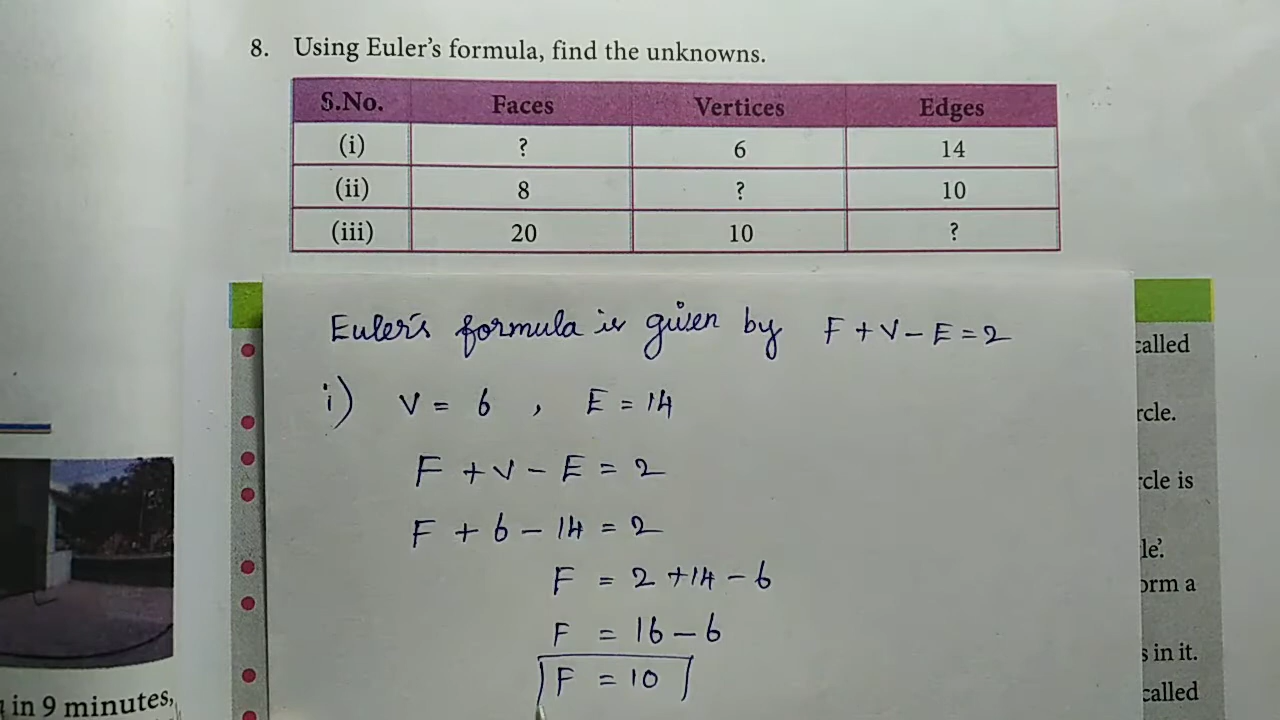 8. Using Euler's formula, find the unknowns.
S.No. Faces Vertices Edges
(i) ? 6 14
(ii) 8 ? 10
(iii) 20 10 ?
Euler's formula is given by F + V - E = 2
i) V = 6 , E = 14
F + V - E = 2
F + 6 - 14 = 2
F = 2 + 14 - 6
F = 16 - 6
F = 10
called
rcle.
rcle is
le'.
orm a
s in it.
called
in 9 minutes,